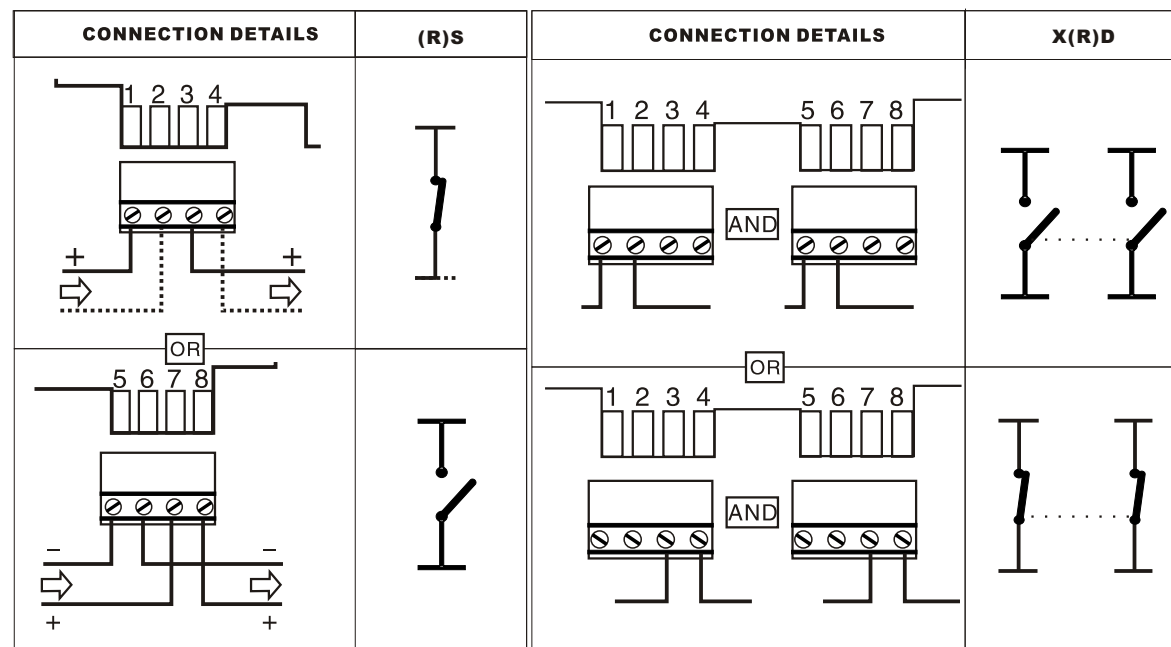 CONNECTION DETAILS
(R)S
1 2 3 4
+ +
OR
5 6 7 8
– –
+ +
CONNECTION DETAILS
X(R)D
1 2 3 4 5 6 7 8
AND
OR
1 2 3 4 5 6 7 8
AND